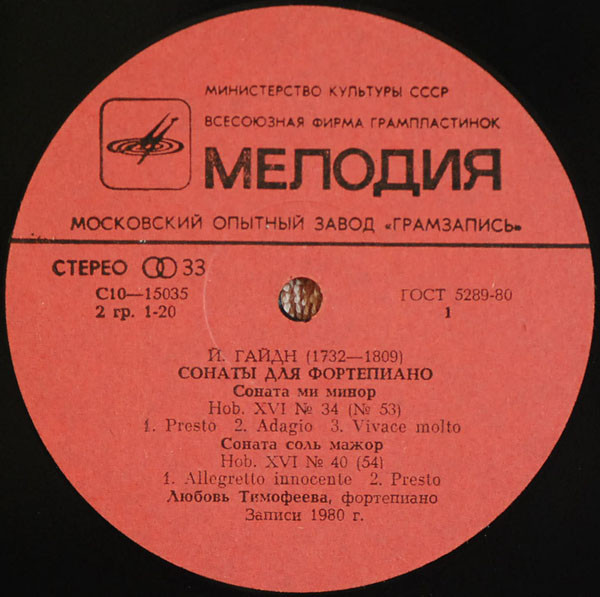 МИНИСТЕРСТВО КУЛЬТУРЫ СССР
ВСЕСОЮЗНАЯ ФИРМА ГРАМПЛАСТИНОК
МЕЛОДИЯ
МОСКОВСКИЙ ОПЫТНЫЙ ЗАВОД «ГРАМЗАПИСЬ»
СТЕРЕО 33
С10—15035 ГОСТ 5289-80
2 гр. 1-20 1
Й. ГАЙДН (1732—1809)
СОНАТЫ ДЛЯ ФОРТЕПИАНО
Соната ми минор
Hob. XVI № 34 (№ 53)
1. Presto 2. Adagio 3. Vivace molto
Соната соль мажор
Hob. XVI № 40 (54)
1. Allegretto innocente 2. Presto
Любовь Тимофеева, фортепиано
Записи 1980 г.